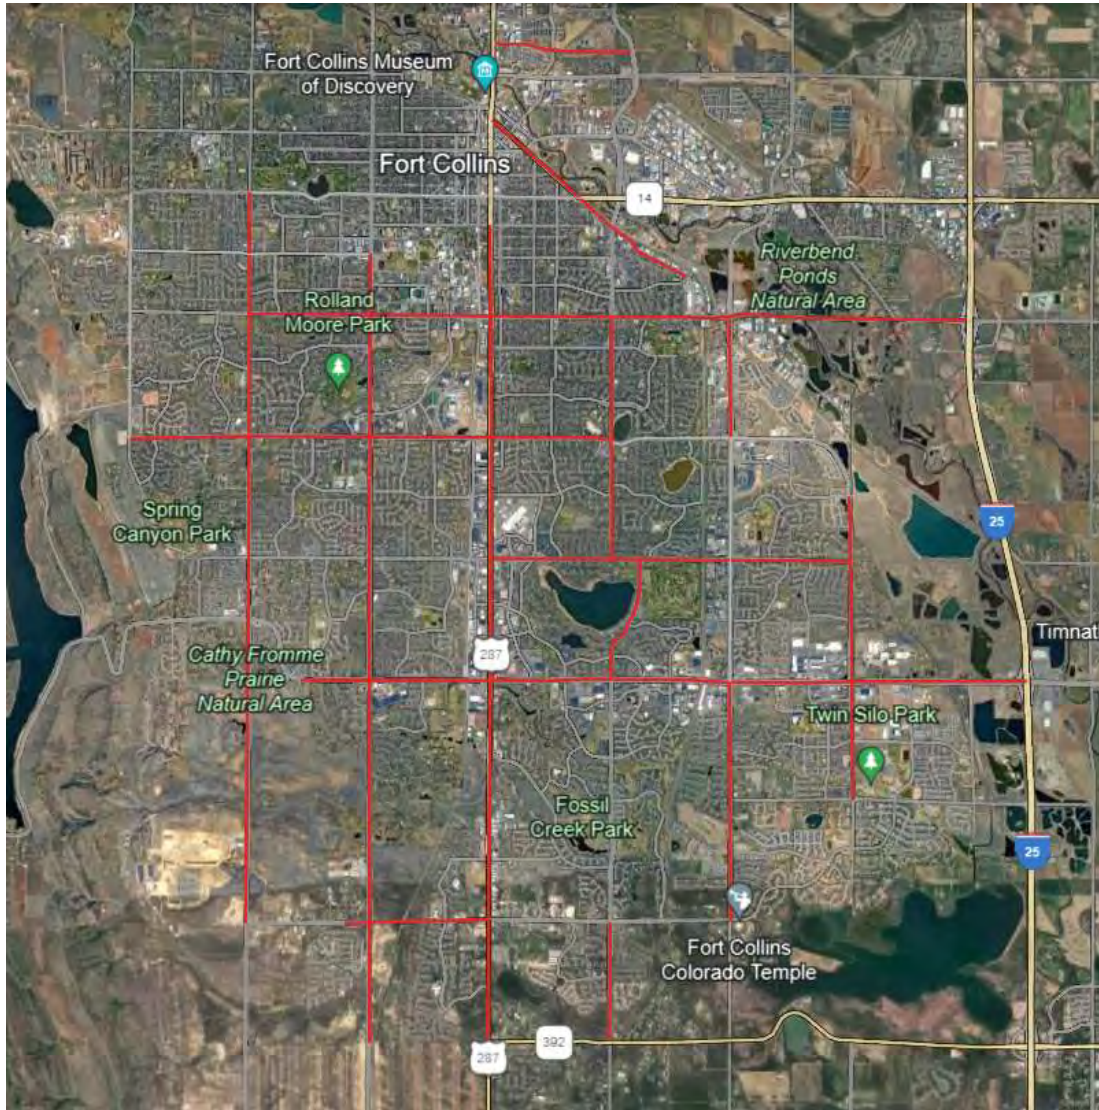 Fort Collins Museum
of Discovery
Fort Collins
14
Riverbend
Ponds
Natural Area
Rolland
Moore Park
Spring
Canyon Park
25
Timnat
287
Cathy Fromme
Prairie
Natural Area
Twin Silo Park
Fossil
Creek Park
25
Fort Collins
Colorado Temple
392
287